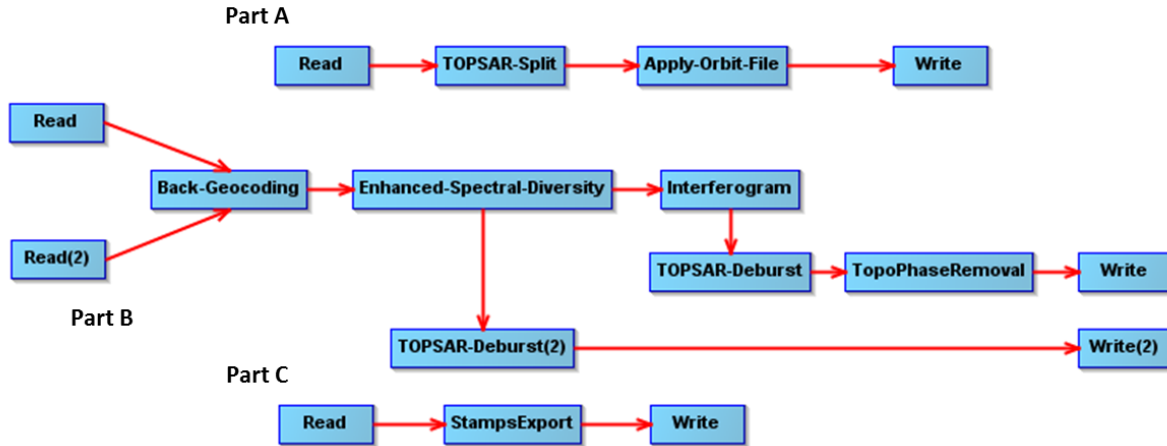 Part A
Read
TOPSAR-Split
Apply-Orbit-File
Write
Read
Back-Geocoding
Enhanced-Spectral-Diversity
Interferogram
Read(2)
TOPSAR-Deburst
TopoPhaseRemoval
Write
Part B
TOPSAR-Deburst(2)
Write(2)
Part C
Read
StampsExport
Write